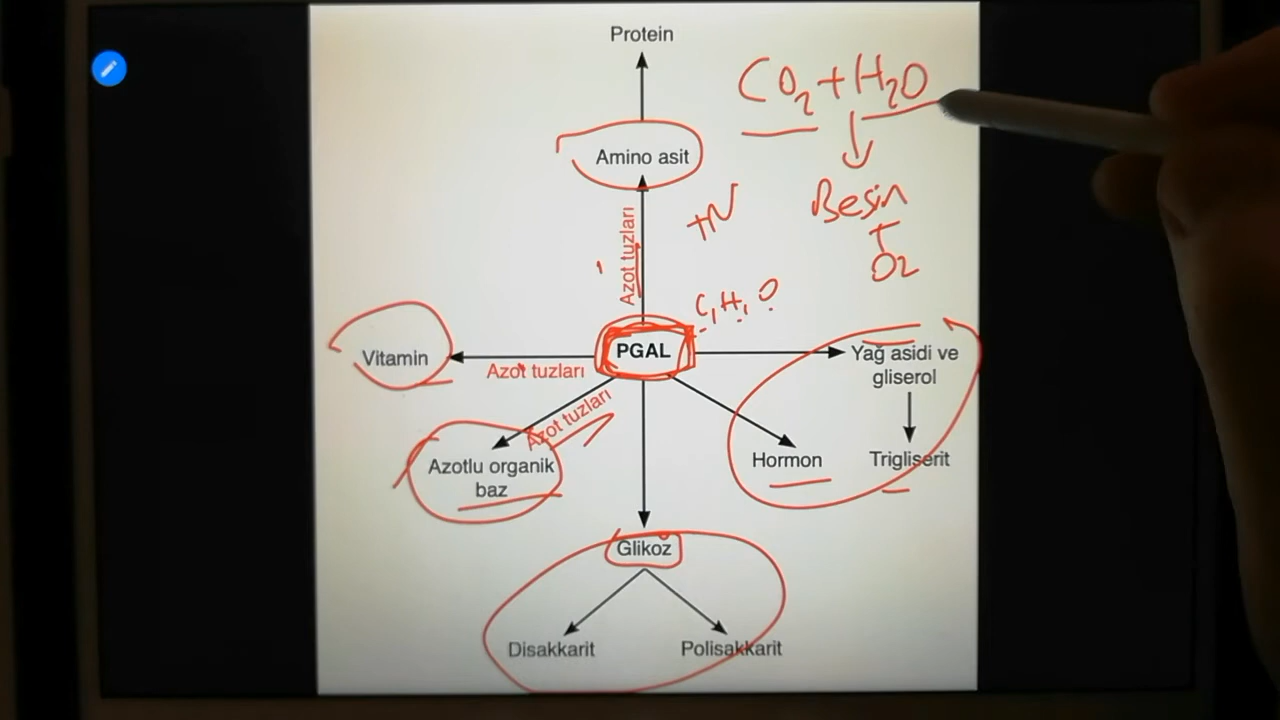 Protein
CO2+H2O
Amino asit
Besin
+
O2
+N
Azot tuzları
C, H, O
PGAL
Yağ asidi ve
gliserol
Vitamin
Azot tuzları
Azot tuzları
Azotlu organik
baz
Hormon
Trigliserit
Glikoz
Disakkarit
Polisakkarit